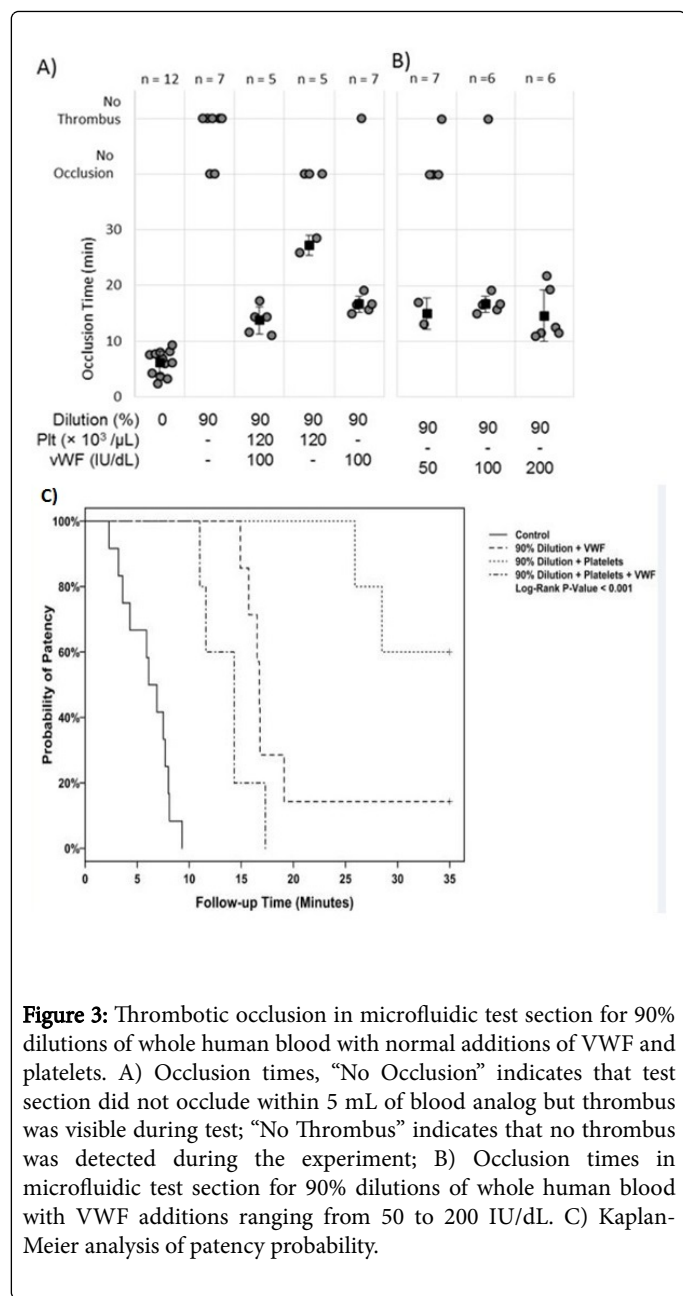 A)
B)
n = 12 n = 7 n = 5 n = 5 n = 7 n = 7 n =6 n = 6
No
Thrombus
No
Occlusion
30
20
10
0
Occlusion Time (min)
Dilution (%) 0 90 90 90 90 90 90 90
Plt (× 10³ /µL) - 120 120 - - - -
vWF (IU/dL) - 100 - 100 50 100 200
C)
100%
80%
60%
40%
20%
0%
Probability of Patency
0 5 10 15 20 25 30 35
Follow-up Time (Minutes)
Control
90% Dilution + VWF
90% Dilution + Platelets
90% Dilution + Platelets + VWF
Log-Rank P-Value < 0.001
Figure 3: Thrombotic occlusion in microfluidic test section for 90%
dilutions of whole human blood with normal additions of VWF and
platelets. A) Occlusion times, “No Occlusion” indicates that test
section did not occlude within 5 mL of blood analog but thrombus
was visible during test; “No Thrombus” indicates that no thrombus
was detected during the experiment; B) Occlusion times in
microfluidic test section for 90% dilutions of whole human blood
with VWF additions ranging from 50 to 200 IU/dL. C) Kaplan-
Meier analysis of patency probability.